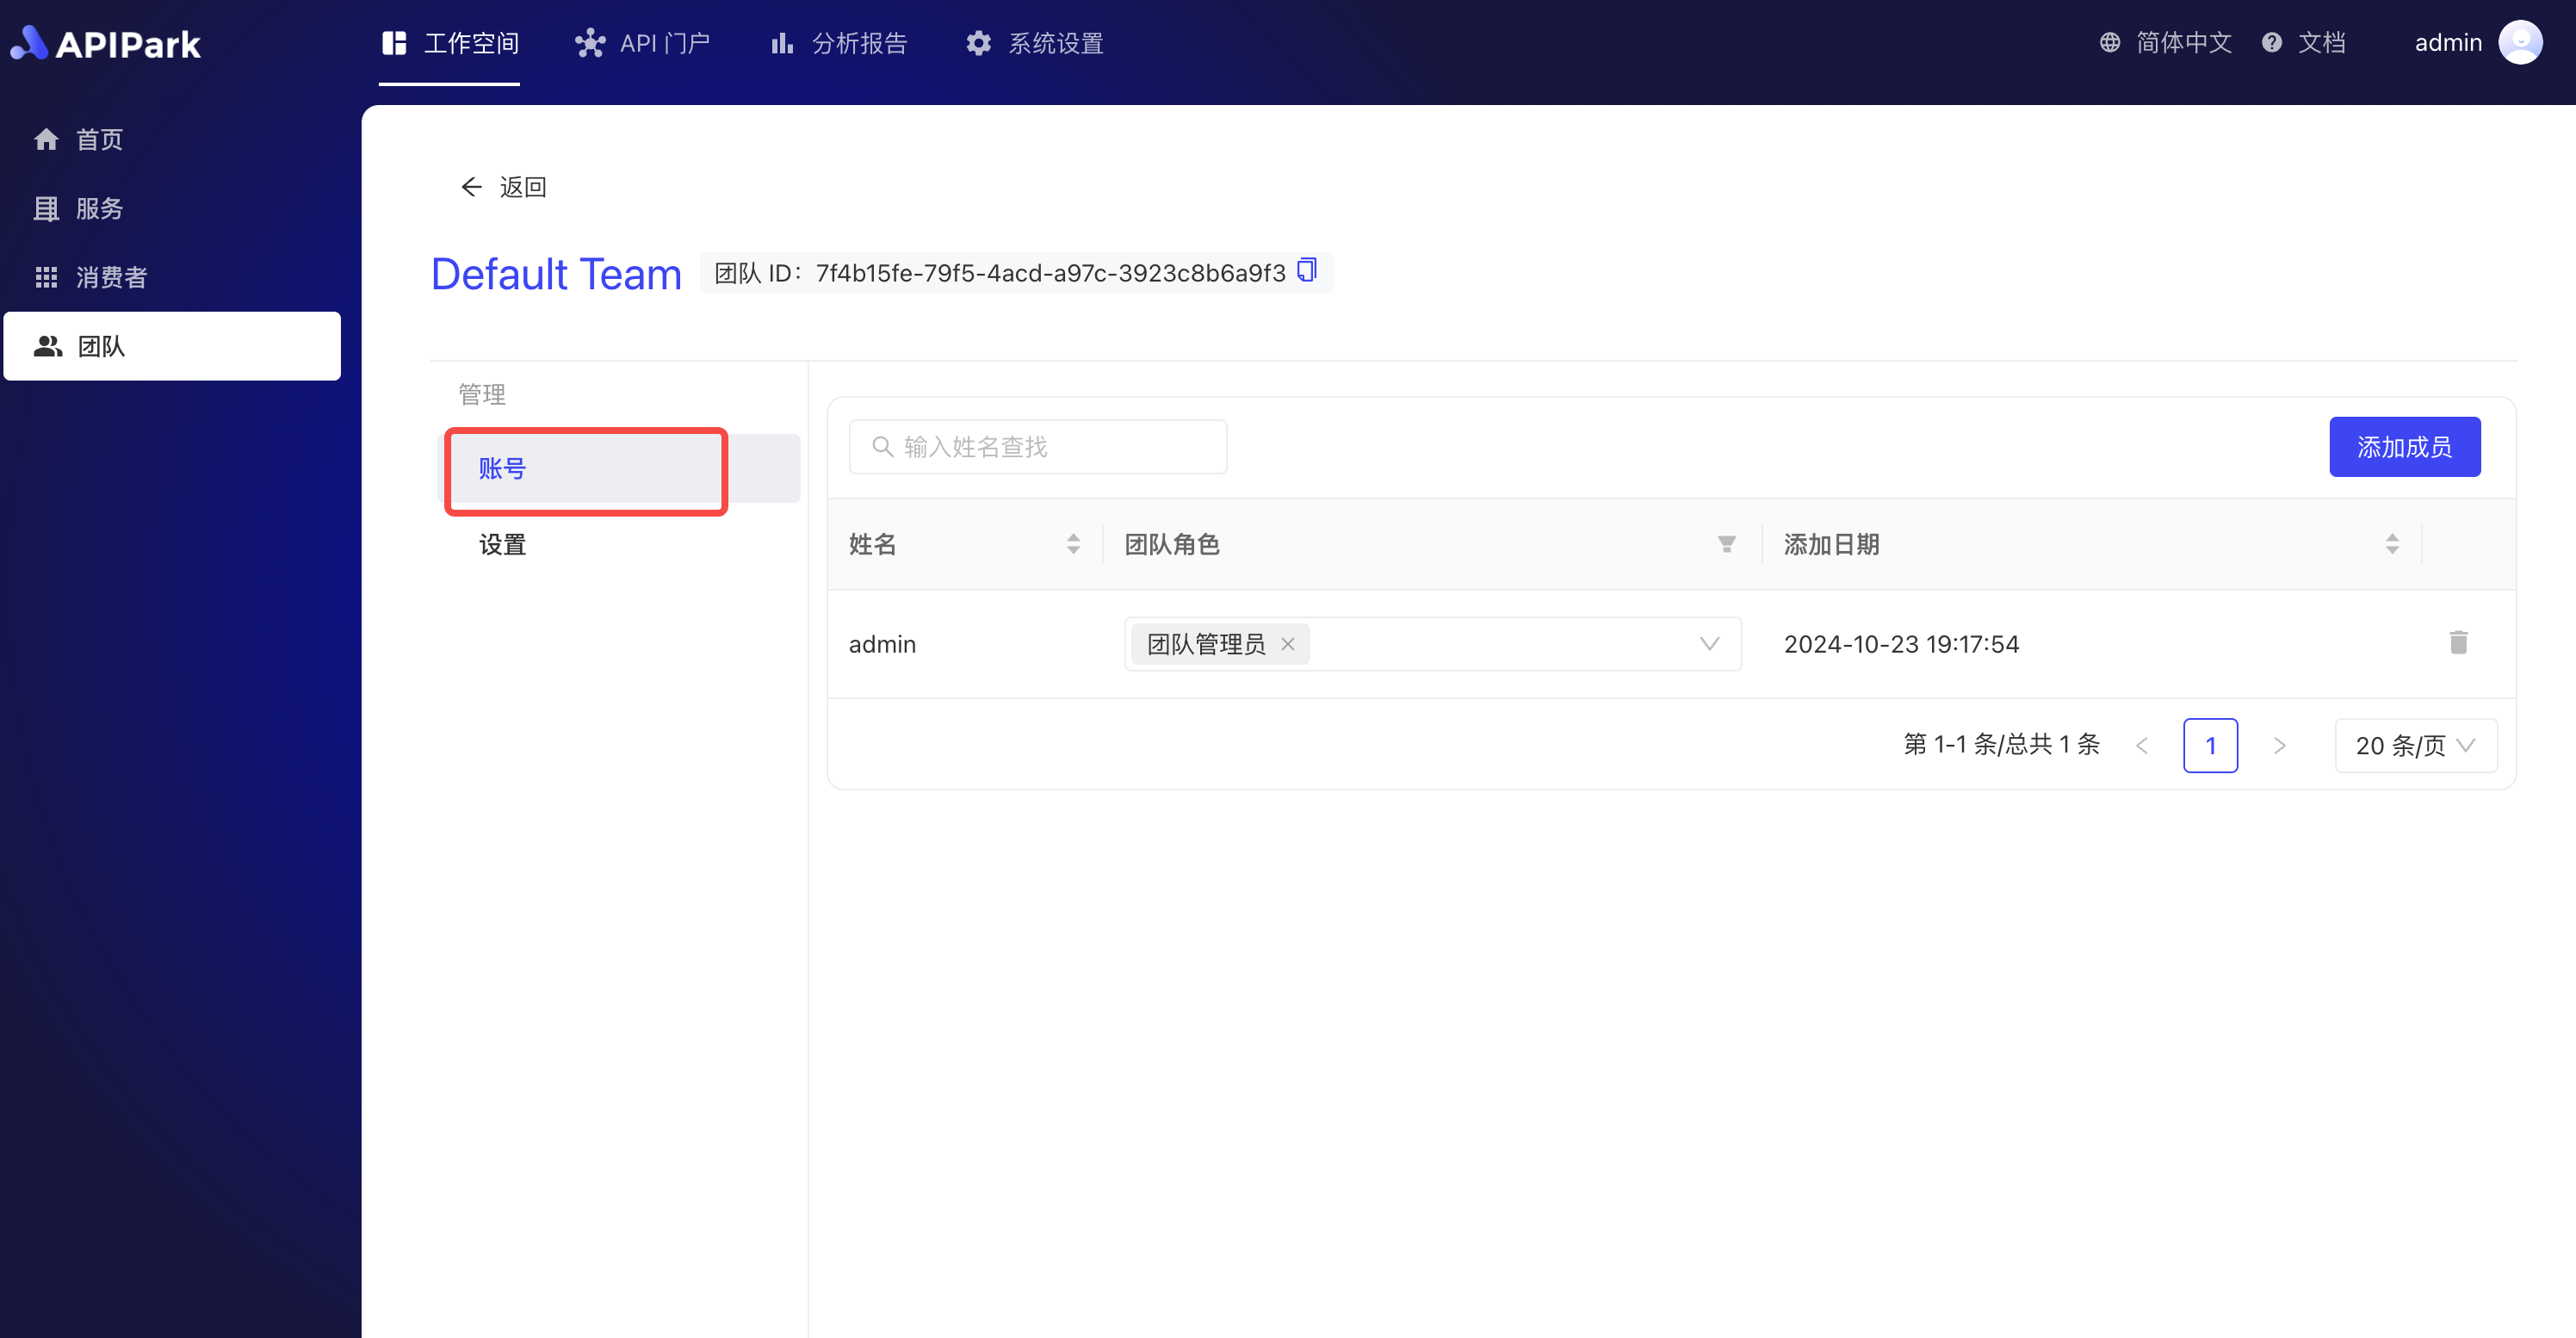 APIPark
工作空间
API 门户
分析报告
系统设置
简体中文
文档
admin
首页
服务
消费者
团队
返回
Default Team
团队 ID：7f4b15fe-79f5-4acd-a97c-3923c8b6a9f3
管理
账号
设置
输入姓名查找
添加成员
姓名
团队角色
添加日期
admin
团队管理员
2024-10-23 19:17:54
第 1-1 条/总共 1 条
1
20 条/页